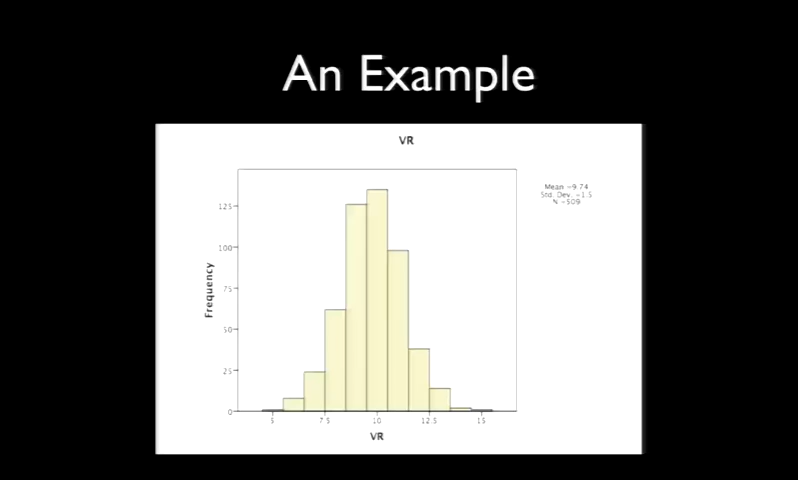 An Example
VR
Mean =9.74
Std. Dev. =1.5
N =509
125
100
75
50
25
0
Frequency
5
7.5
10
12.5
15
VR